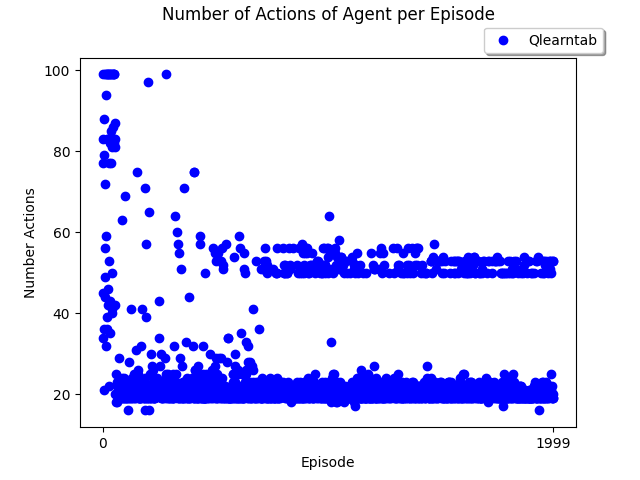 Number of Actions of Agent per Episode
Qlearntab
100
80
60
40
20
Number Actions
0
1999
Episode